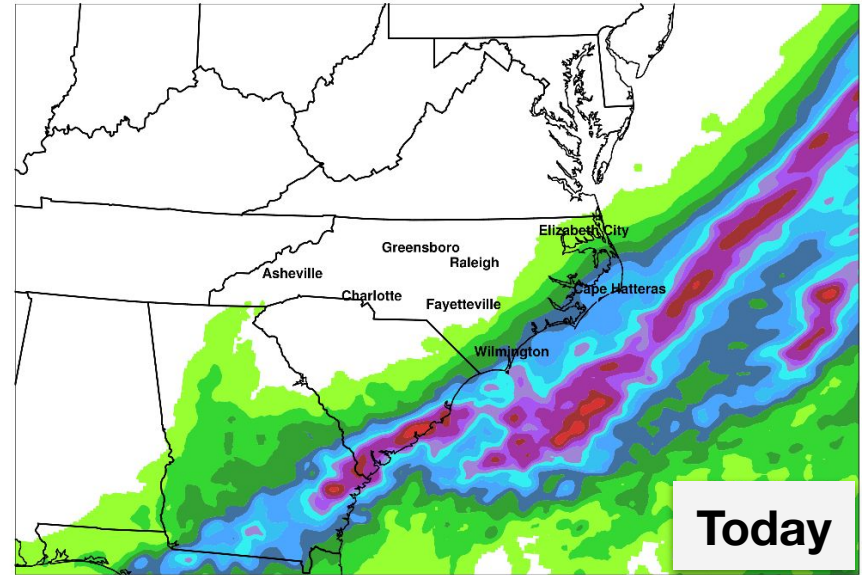 Elizabeth City
Greensboro
Raleigh
Asheville
Cape Hatteras
Charlotte
Fayetteville
Wilmington
Today